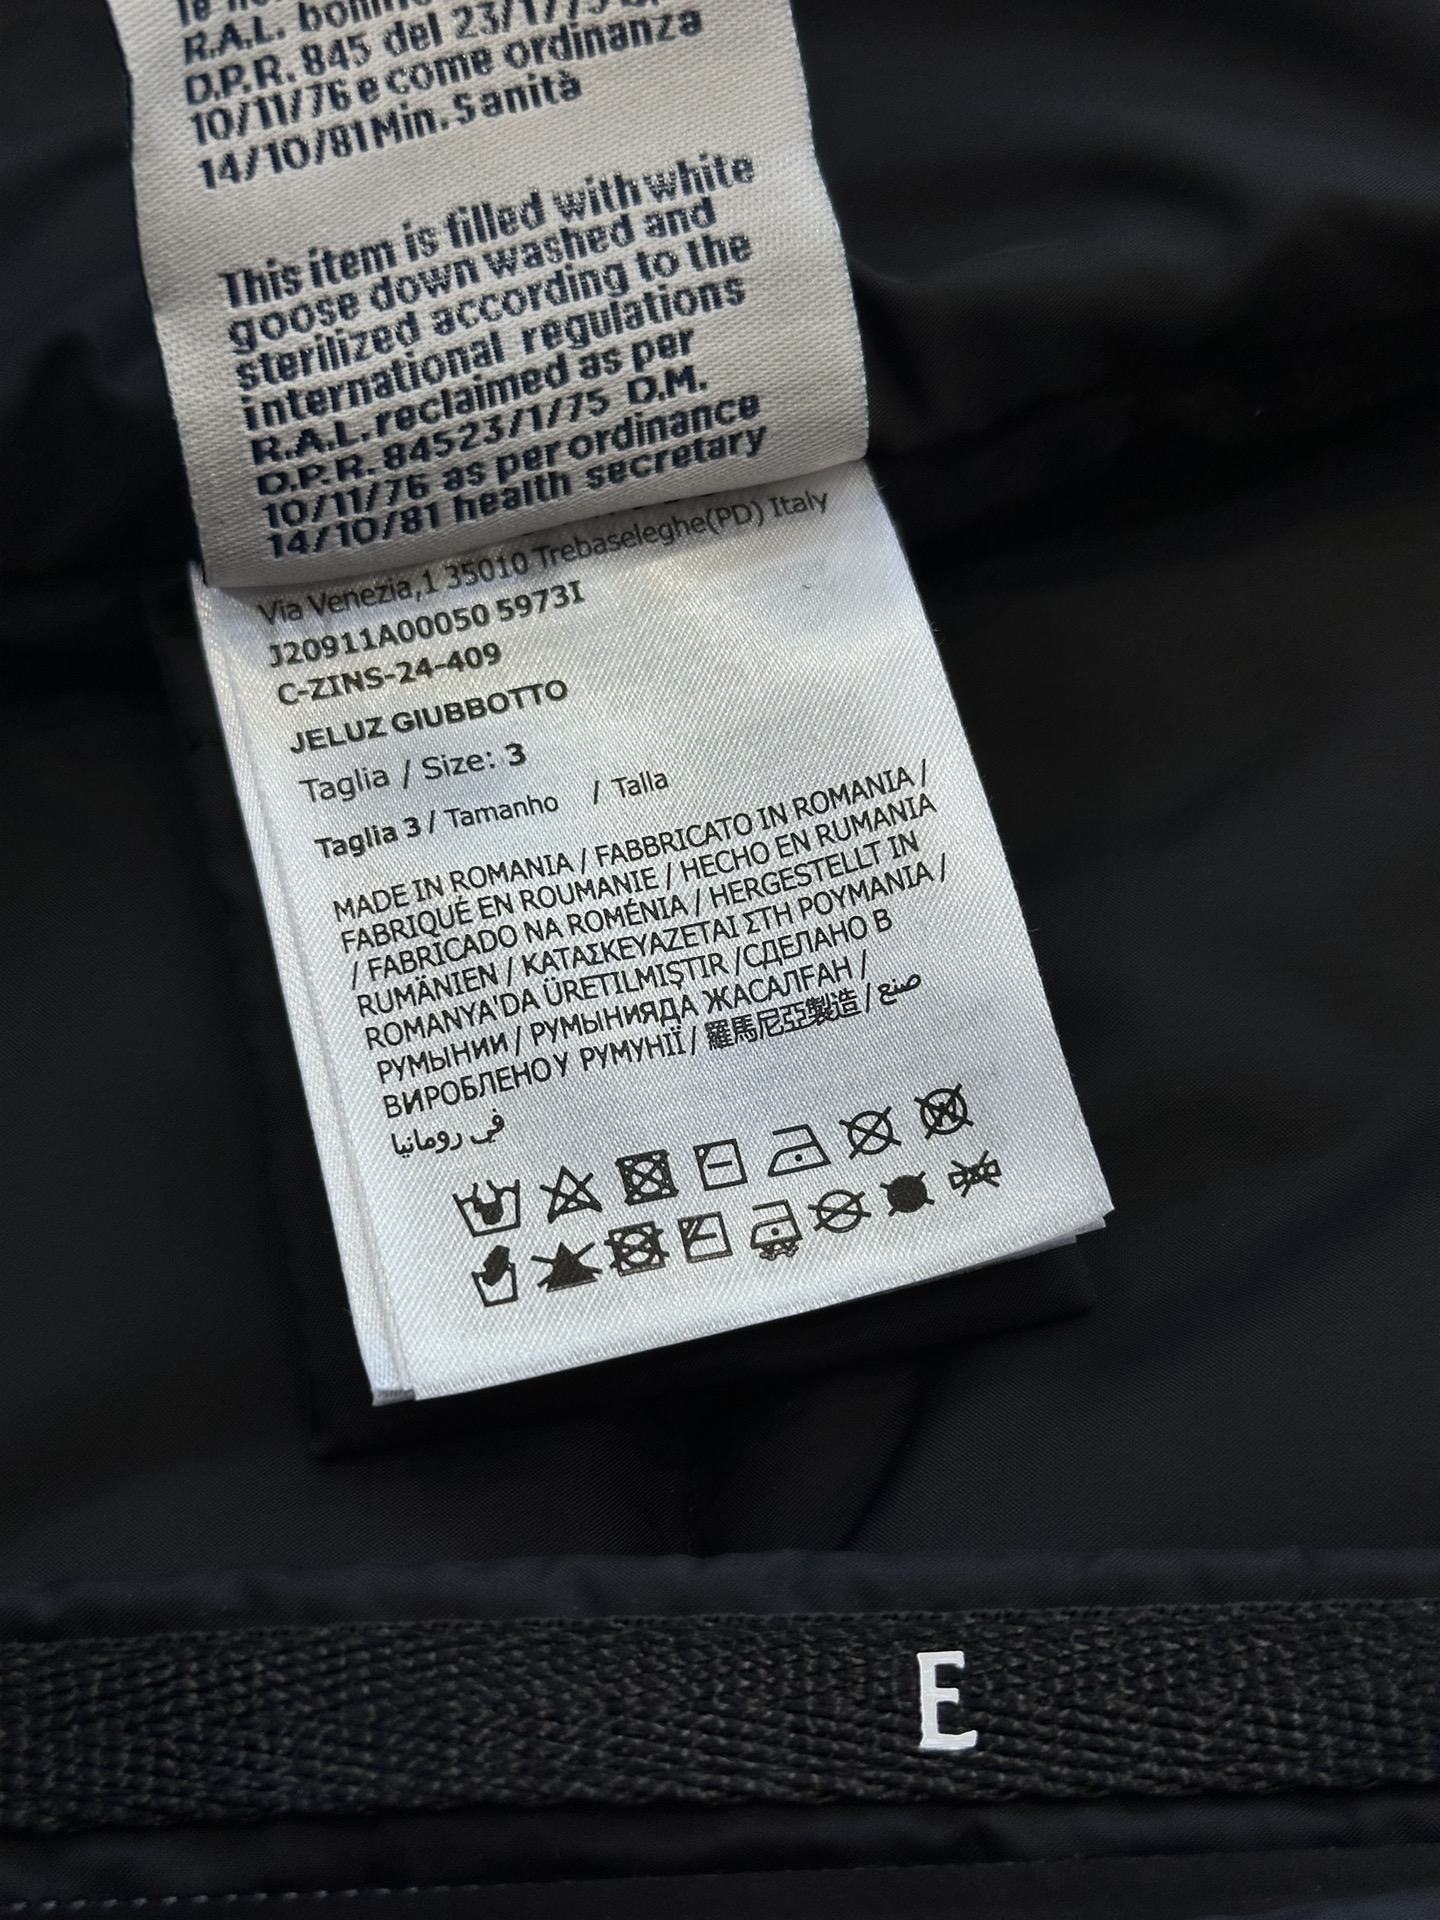 R.A.L.
D.P.R. 845 del 23/1/75
10/11/76 e come ordinanza
14/10/81 Min. Sanità
This item is filled with white
goose down washed and
sterilized according to the
international regulations
R.A.L. reclaimed as per
D.P.R. 84523/1/75 D.M.
10/11/76 as per ordinance
14/10/81 health secretary
Via Venezia,1 35010 Trebaseleghe(PD) Italy
J20911A00050 5973I
C-ZINS-24-409
JELUZ GIUBBOTTO
Taglia / Size: 3
Taglia 3 / Tamanho / Talla
MADE IN ROMANIA / FABBRICATO IN ROMANIA /
FABRIQUÉ EN ROUMANIE / HECHO EN RUMANIA
/ FABRICADO NA ROMÉNIA / HERGESTELLT IN
RUMÄNIEN / ΚΑΤΑΣΚΕΥΑΖΕΤΑΙ ΣΤΗ ΡΟΥΜΑΝΙΑ /
ROMANYA'DA ÜRETILMIŞTIR /СДЕЛАНО В
РУМЫНИИ / РУМЫНИЯДА ЖАСАЛҒАН /
ВИРОБЛЕНО У РУМУНІЇ / 羅馬尼亞製造 / صنع
في رومانيا
E